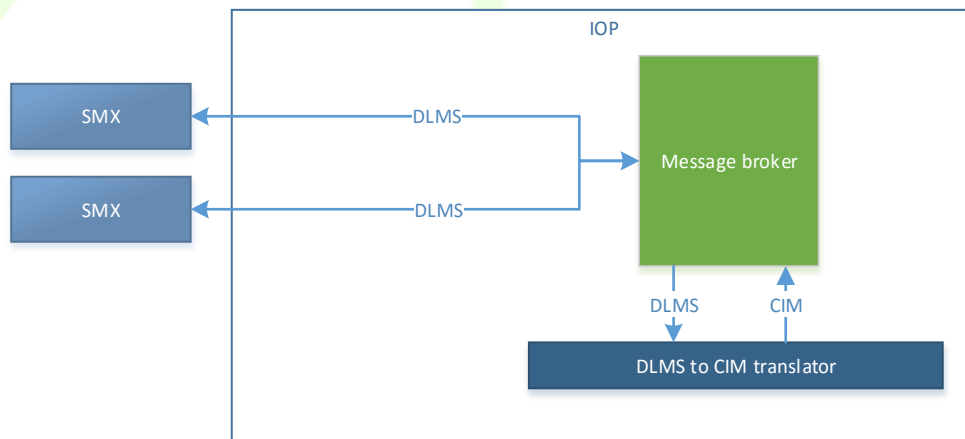 IOP
SMX
DLMS
Message broker
SMX
DLMS
DLMS
CIM
DLMS to CIM translator